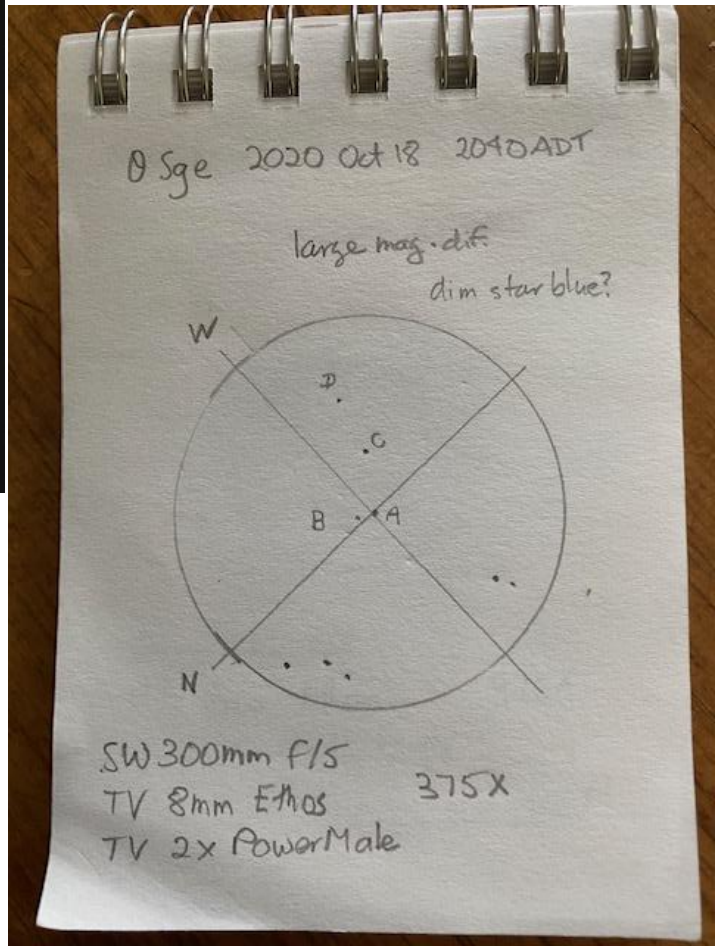 θ Sge 2020 Oct 18 2040 ADT
large mag. dif.
dim star blue?
W
D
C
B A
N
SW 300mm f/5
TV 8mm Ethos 375X
TV 2x PowerMate